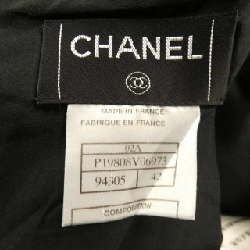 CHANEL
MADE IN FRANCE
FABRIQUE EN FRANCE
02A
P19808V06973
94305 42
COMPOSITION